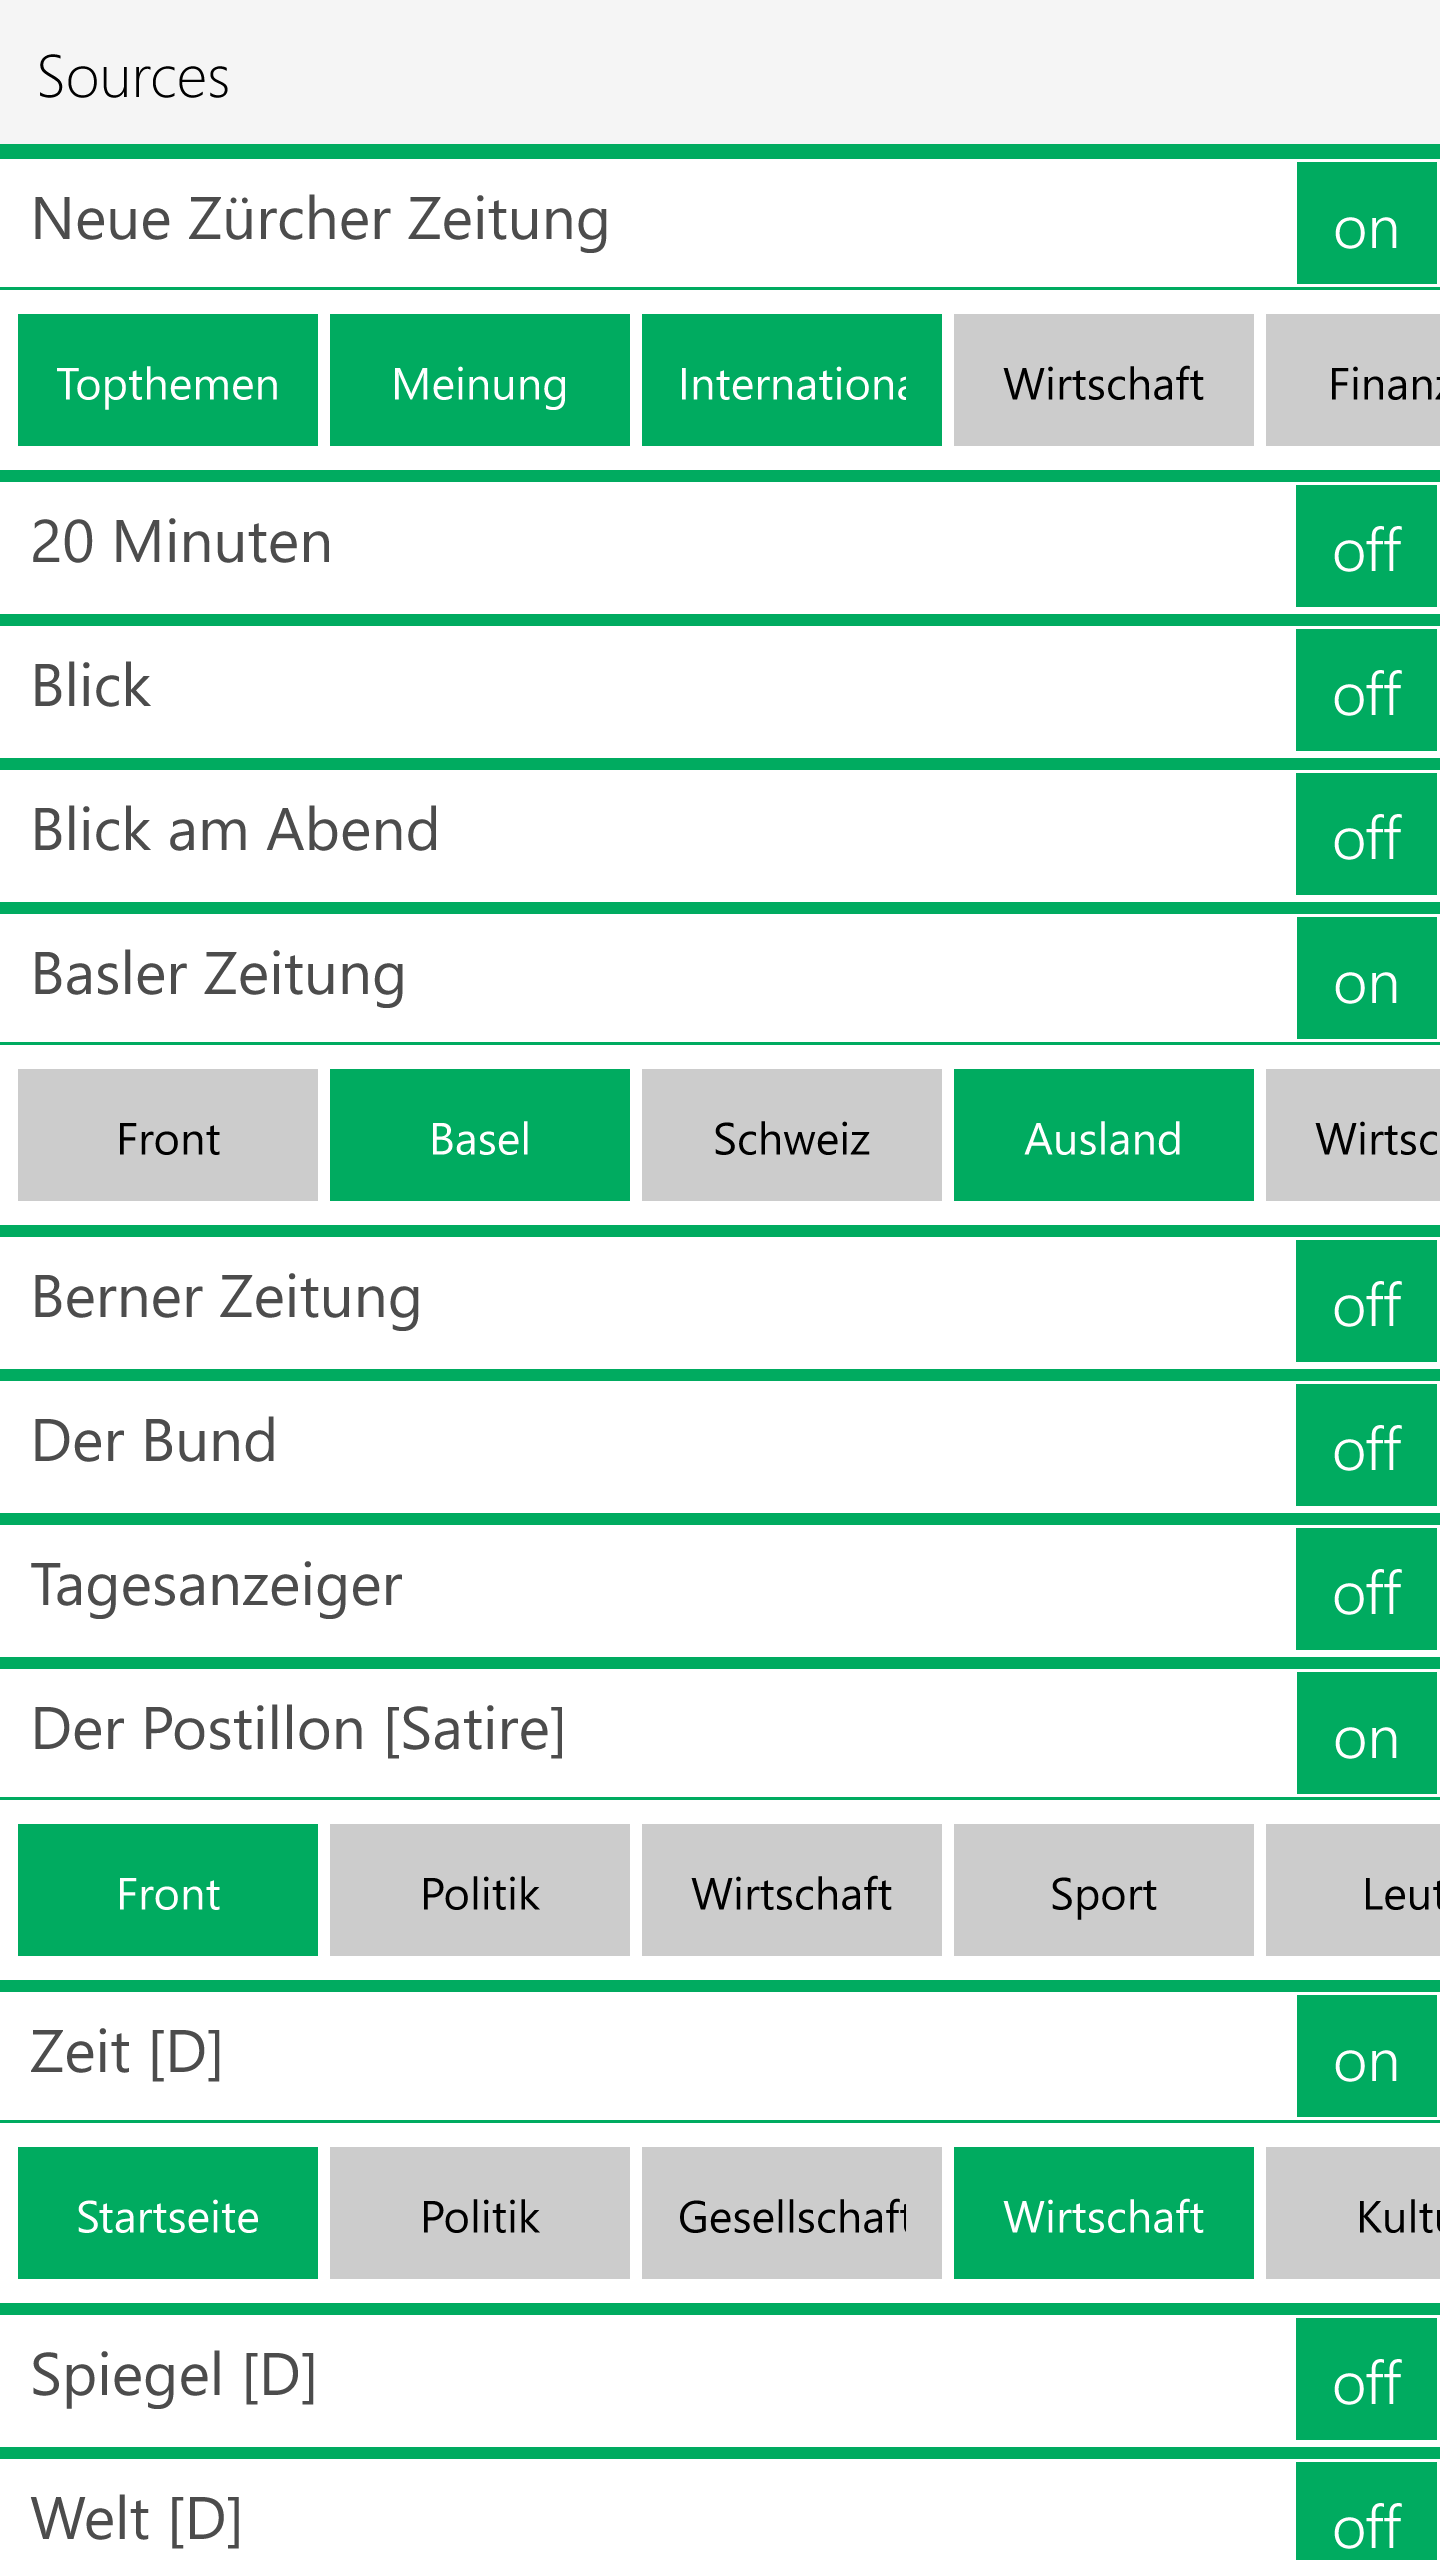 Sources
Neue Zürcher Zeitung on
Topthemen Meinung Internationa Wirtschaft Finanz
20 Minuten off
Blick off
Blick am Abend off
Basler Zeitung on
Front Basel Schweiz Ausland Wirtsc
Berner Zeitung off
Der Bund off
Tagesanzeiger off
Der Postillon [Satire] on
Front Politik Wirtschaft Sport Leut
Zeit [D] on
Startseite Politik Gesellschaft Wirtschaft Kultu
Spiegel [D] off
Welt [D] off